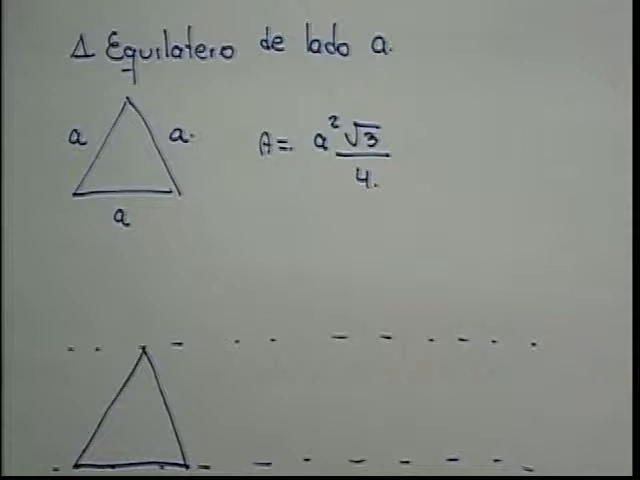 Δ Equilatero de lado a.
a a.
A = a² √3 / 4.
a